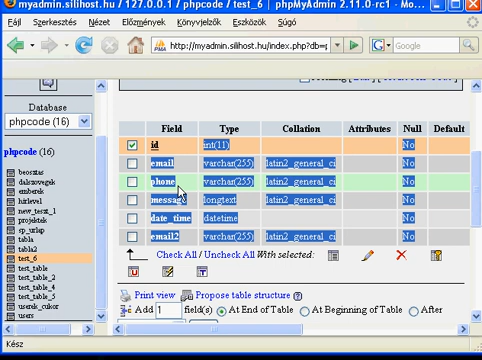 myadmin.silihost.hu / 127.0.0.1 / phpcode / test_6 | phpMyAdmin 2.11.0-rc1 - Mo...
Fájl Szerkesztés Nézet Előzmények Könyvjelzők Eszközök Súgó
http://myadmin.silihost.hu/index.php?db=p
Google
Database
phpcode (16)
phpcode (16)
beosztas
dalszovegek
emberek
hirlevel
new_teszt_1
projektek
sp_urlap
tabla
tabla2
test_6
test_table
test_table_2
test_table_4
test_table_5
userek_cukor
users
Field Type Collation Attributes Null Default
id int(11) No
email varchar(255) latin2_general_ci No
phone varchar(255) latin2_general_ci No
message longtext latin2_general_ci No
date_time datetime No
email2 varchar(255) latin2_general_ci No
Check All / Uncheck All With selected:
Print view Propose table structure
Add 1 field(s) At End of Table At Beginning of Table After
Kész